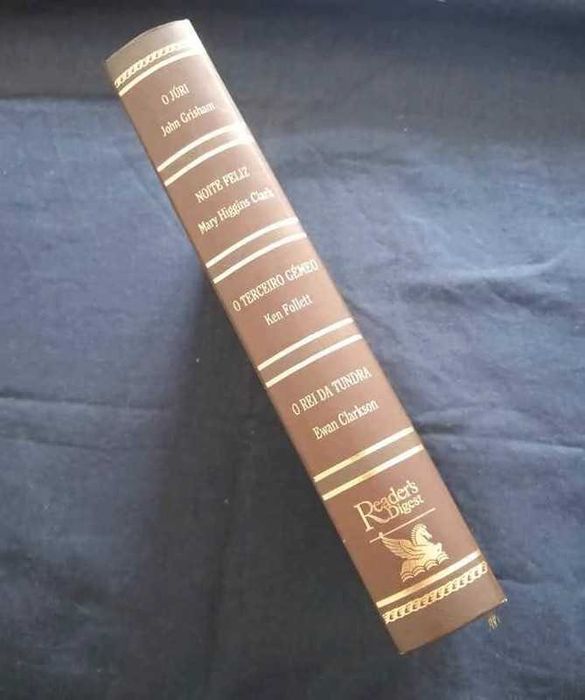 O JÚRI
John Grisham
NOITE FELIZ
Mary Higgins Clark
O TERCEIRO GÉMEO
Ken Follett
O REI DA TUNDRA
Ewan Clarkson
Reader's
Digest